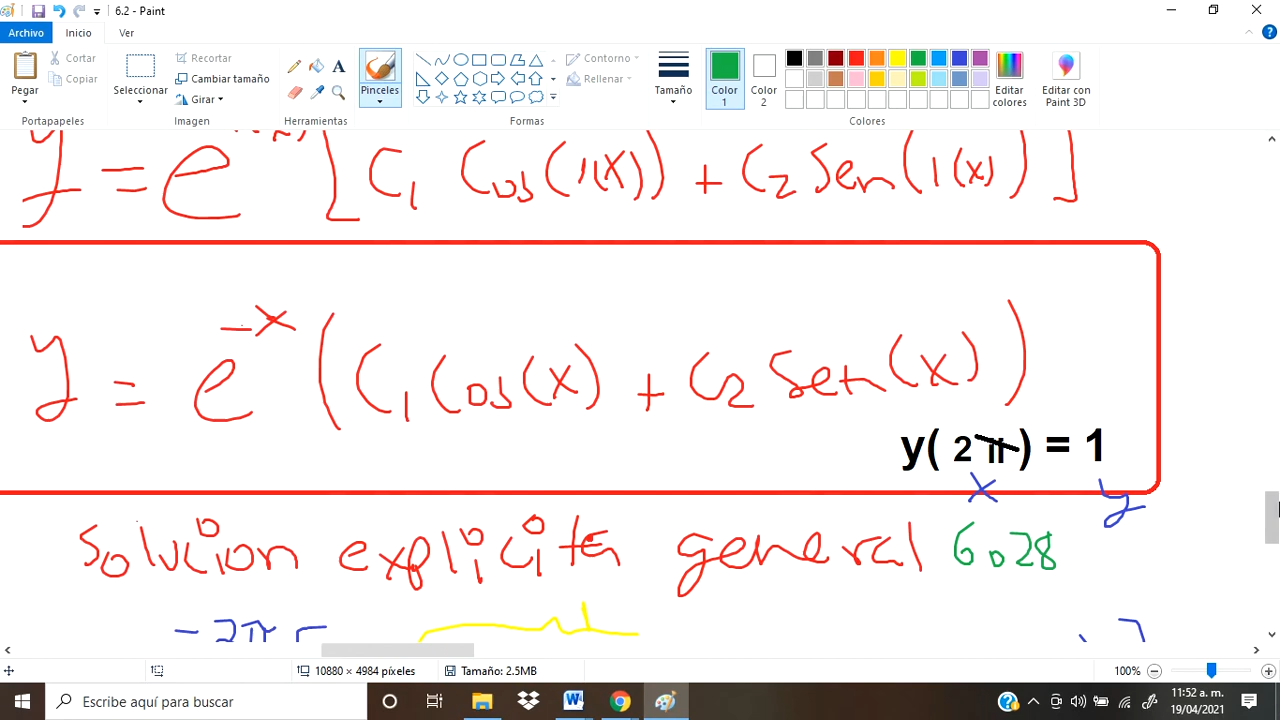 6.2 - Paint
Archivo Inicio Ver
Pegar
Cortar
Copiar
Portapapeles
Seleccionar
Recortar
Cambiar tamaño
Girar
Imagen
A
Herramientas
Pinceles
Contorno
Rellenar
Formas
Tamaño
Color 1
Color 2
Editar colores
Editar con Paint 3D
Colores
y = e [C1 Cos(1(x)) + C2 Sen(1(x)]
y = e^-x (C1 Cos(x) + C2 Sen(x))
y( 2 π ) = 1
x y
Solucion explicita general 6.28
-2π
10880 × 4984 píxeles Tamaño: 2.5MB 100%
Escribe aquí para buscar
11:52 a. m.
19/04/2021